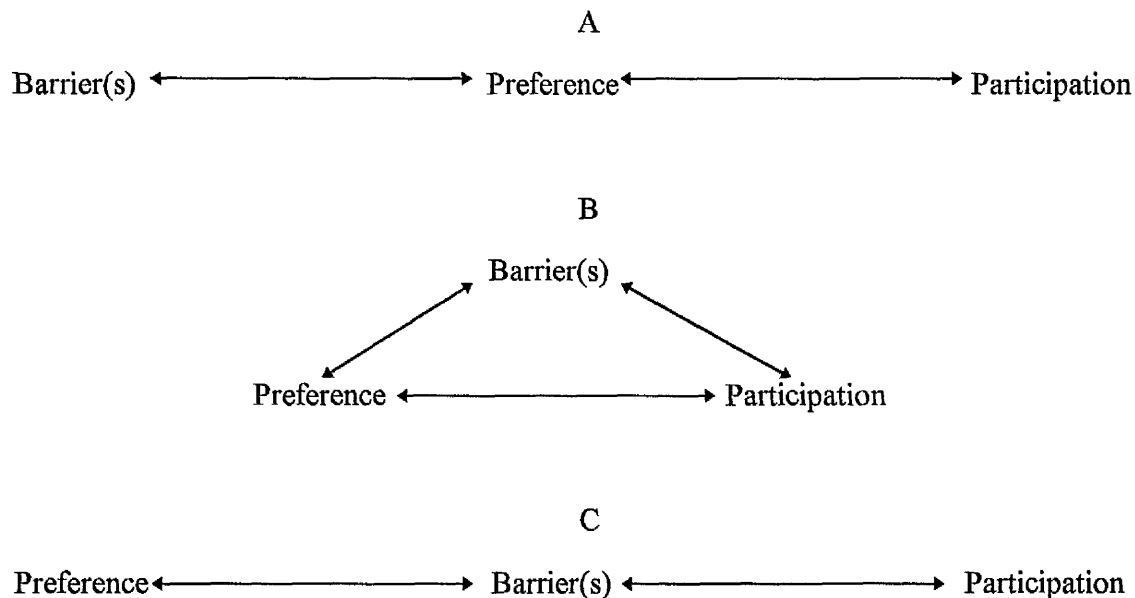 A
Barrier(s) Preference Participation
B
Barrier(s)
Preference Participation
C
Preference Barrier(s) Participation